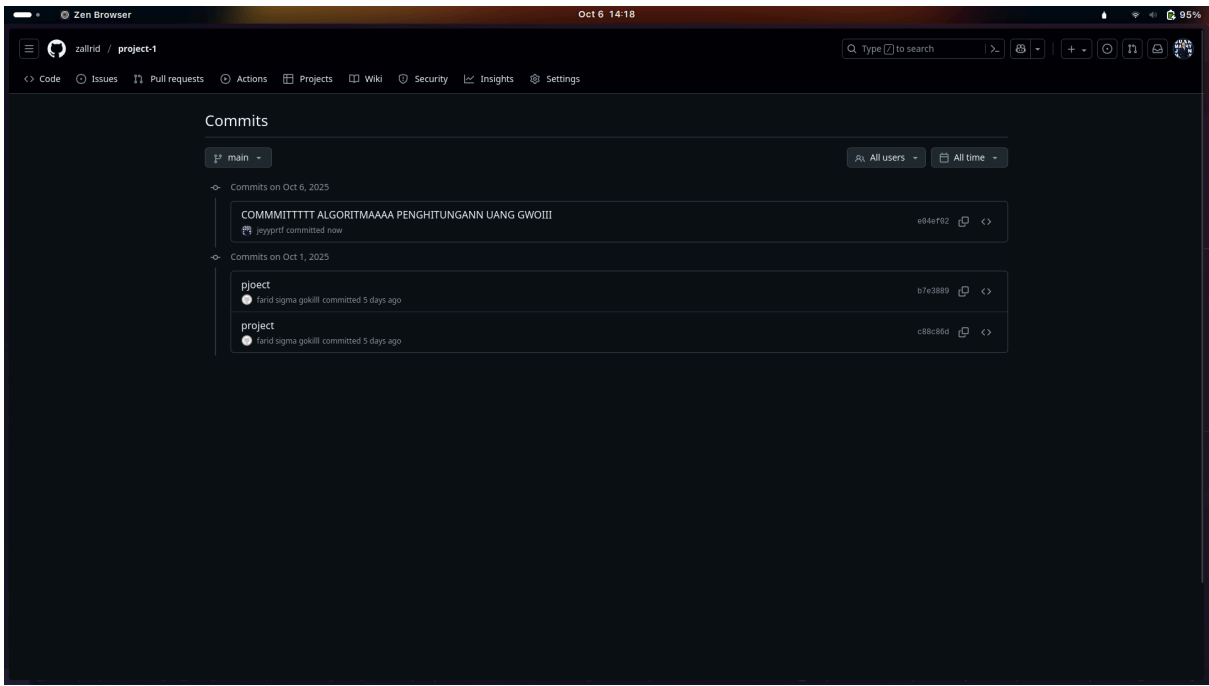 Zen Browser Oct 6 14:18 95%
zallrid / project-1 Type / to search
Code Issues Pull requests Actions Projects Wiki Security Insights Settings
Commits
main All users All time
Commits on Oct 6, 2025
COMMMITTTTT ALGORITMAAAA PENGHITUNGANN UANG GWOIII
jeyyprtf committed now e04ef02
Commits on Oct 1, 2025
pjoect
farid sigma gokilll committed 5 days ago b7e3889
project
farid sigma gokilll committed 5 days ago c88c86d